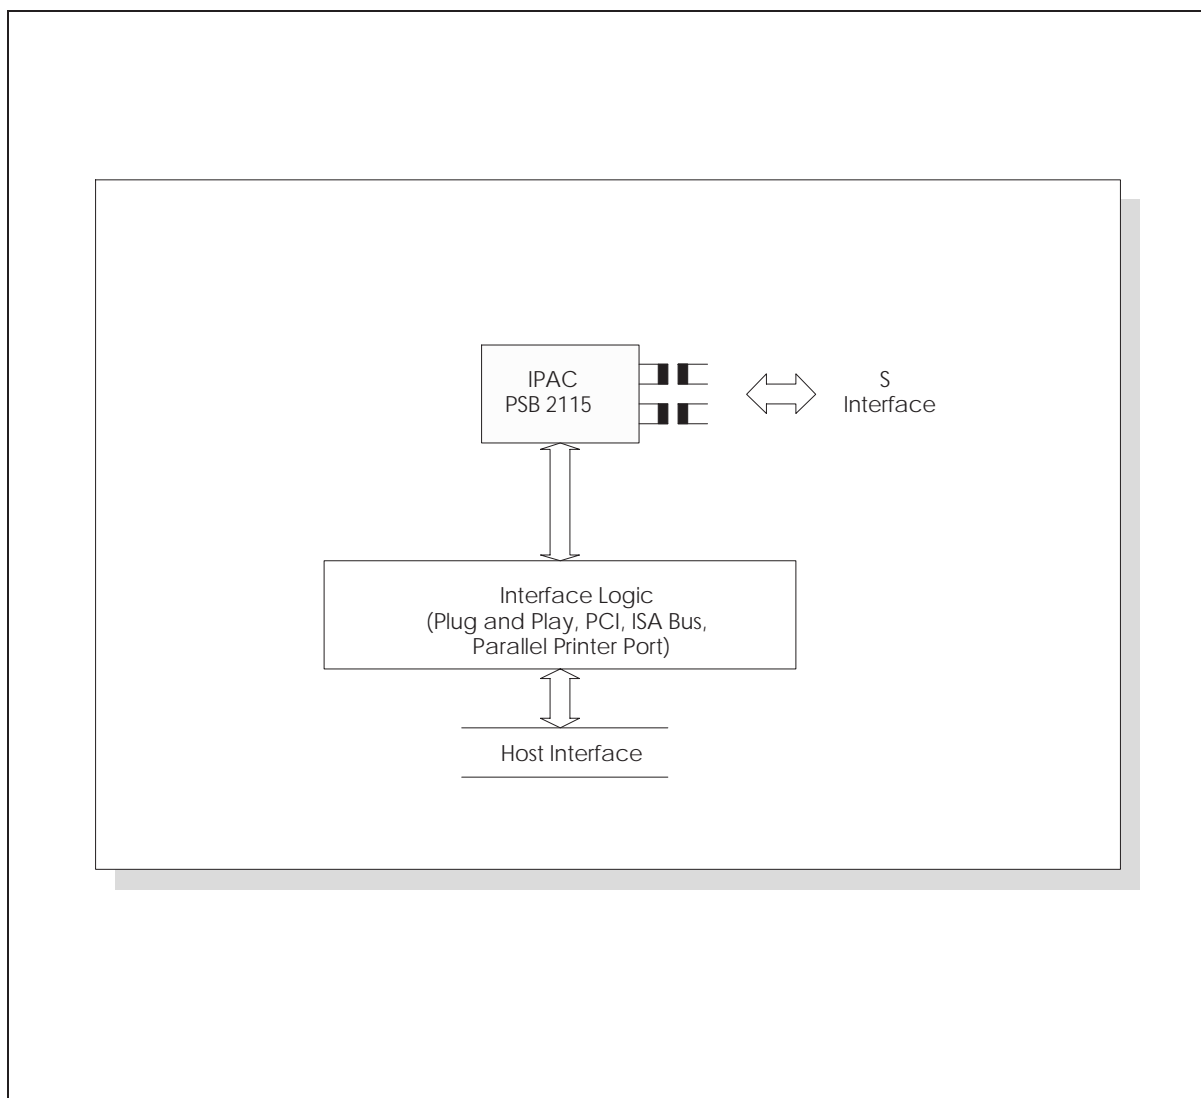 IPAC
PSB 2115
S
Interface
Interface Logic
(Plug and Play, PCI, ISA Bus,
Parallel Printer Port)
Host Interface